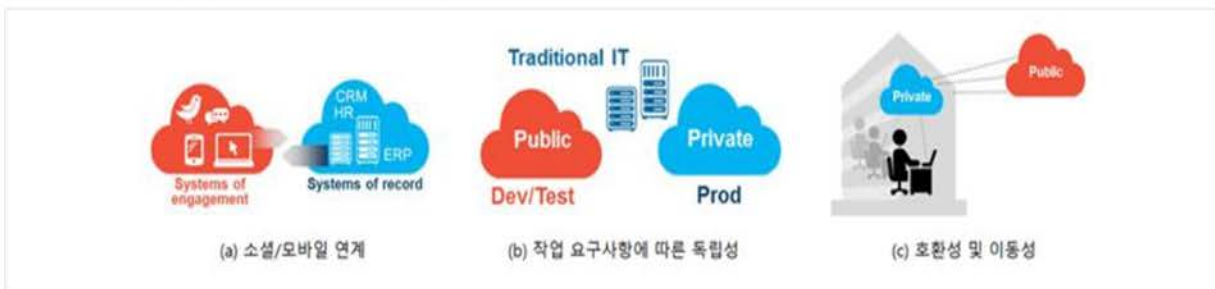 CRM
HR
ERP
Systems of
engagement
Systems of record
(a) 소셜/모바일 연계
Traditional IT
Public
Private
Dev/Test
Prod
(b) 작업 요구사항에 따른 독립성
Private
Public
(c) 호환성 및 이동성